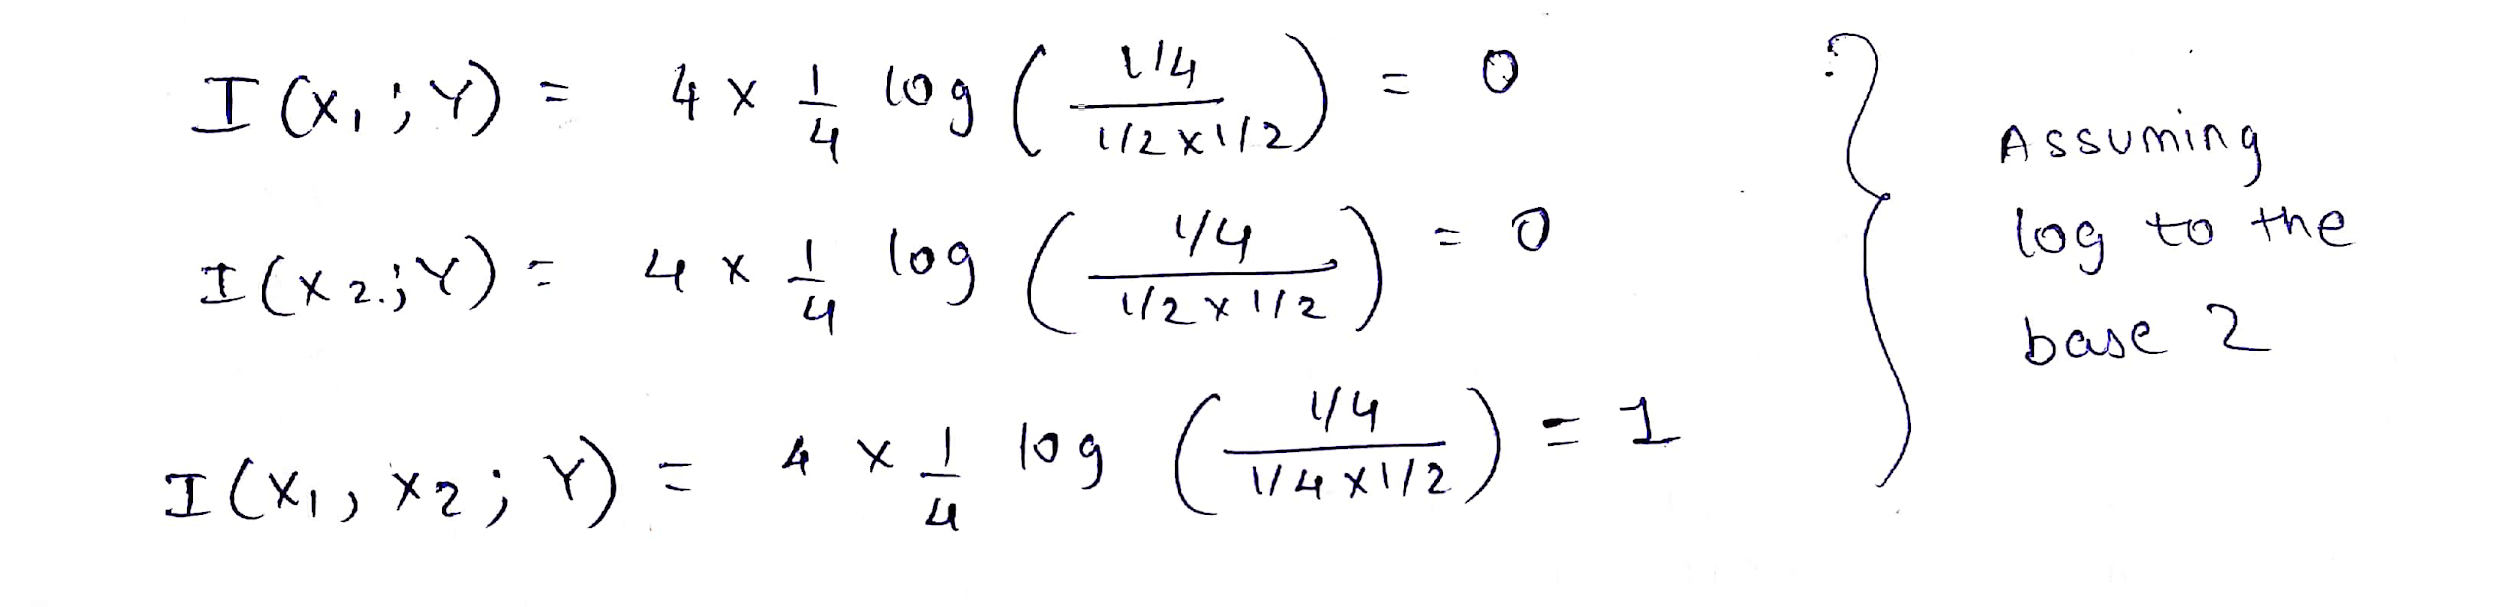 I(X₁;Y) = 4 × 1/4 log( (1/4) / (1/2×1/2) ) = 0
I(X₂;Y) = 4 × 1/4 log( (1/4) / (1/2×1/2) ) = 0
I(X₁, X₂; Y) = 4 × 1/4 log( (1/4) / (1/4×1/2) ) = 1
Assuming
log to the
base 2